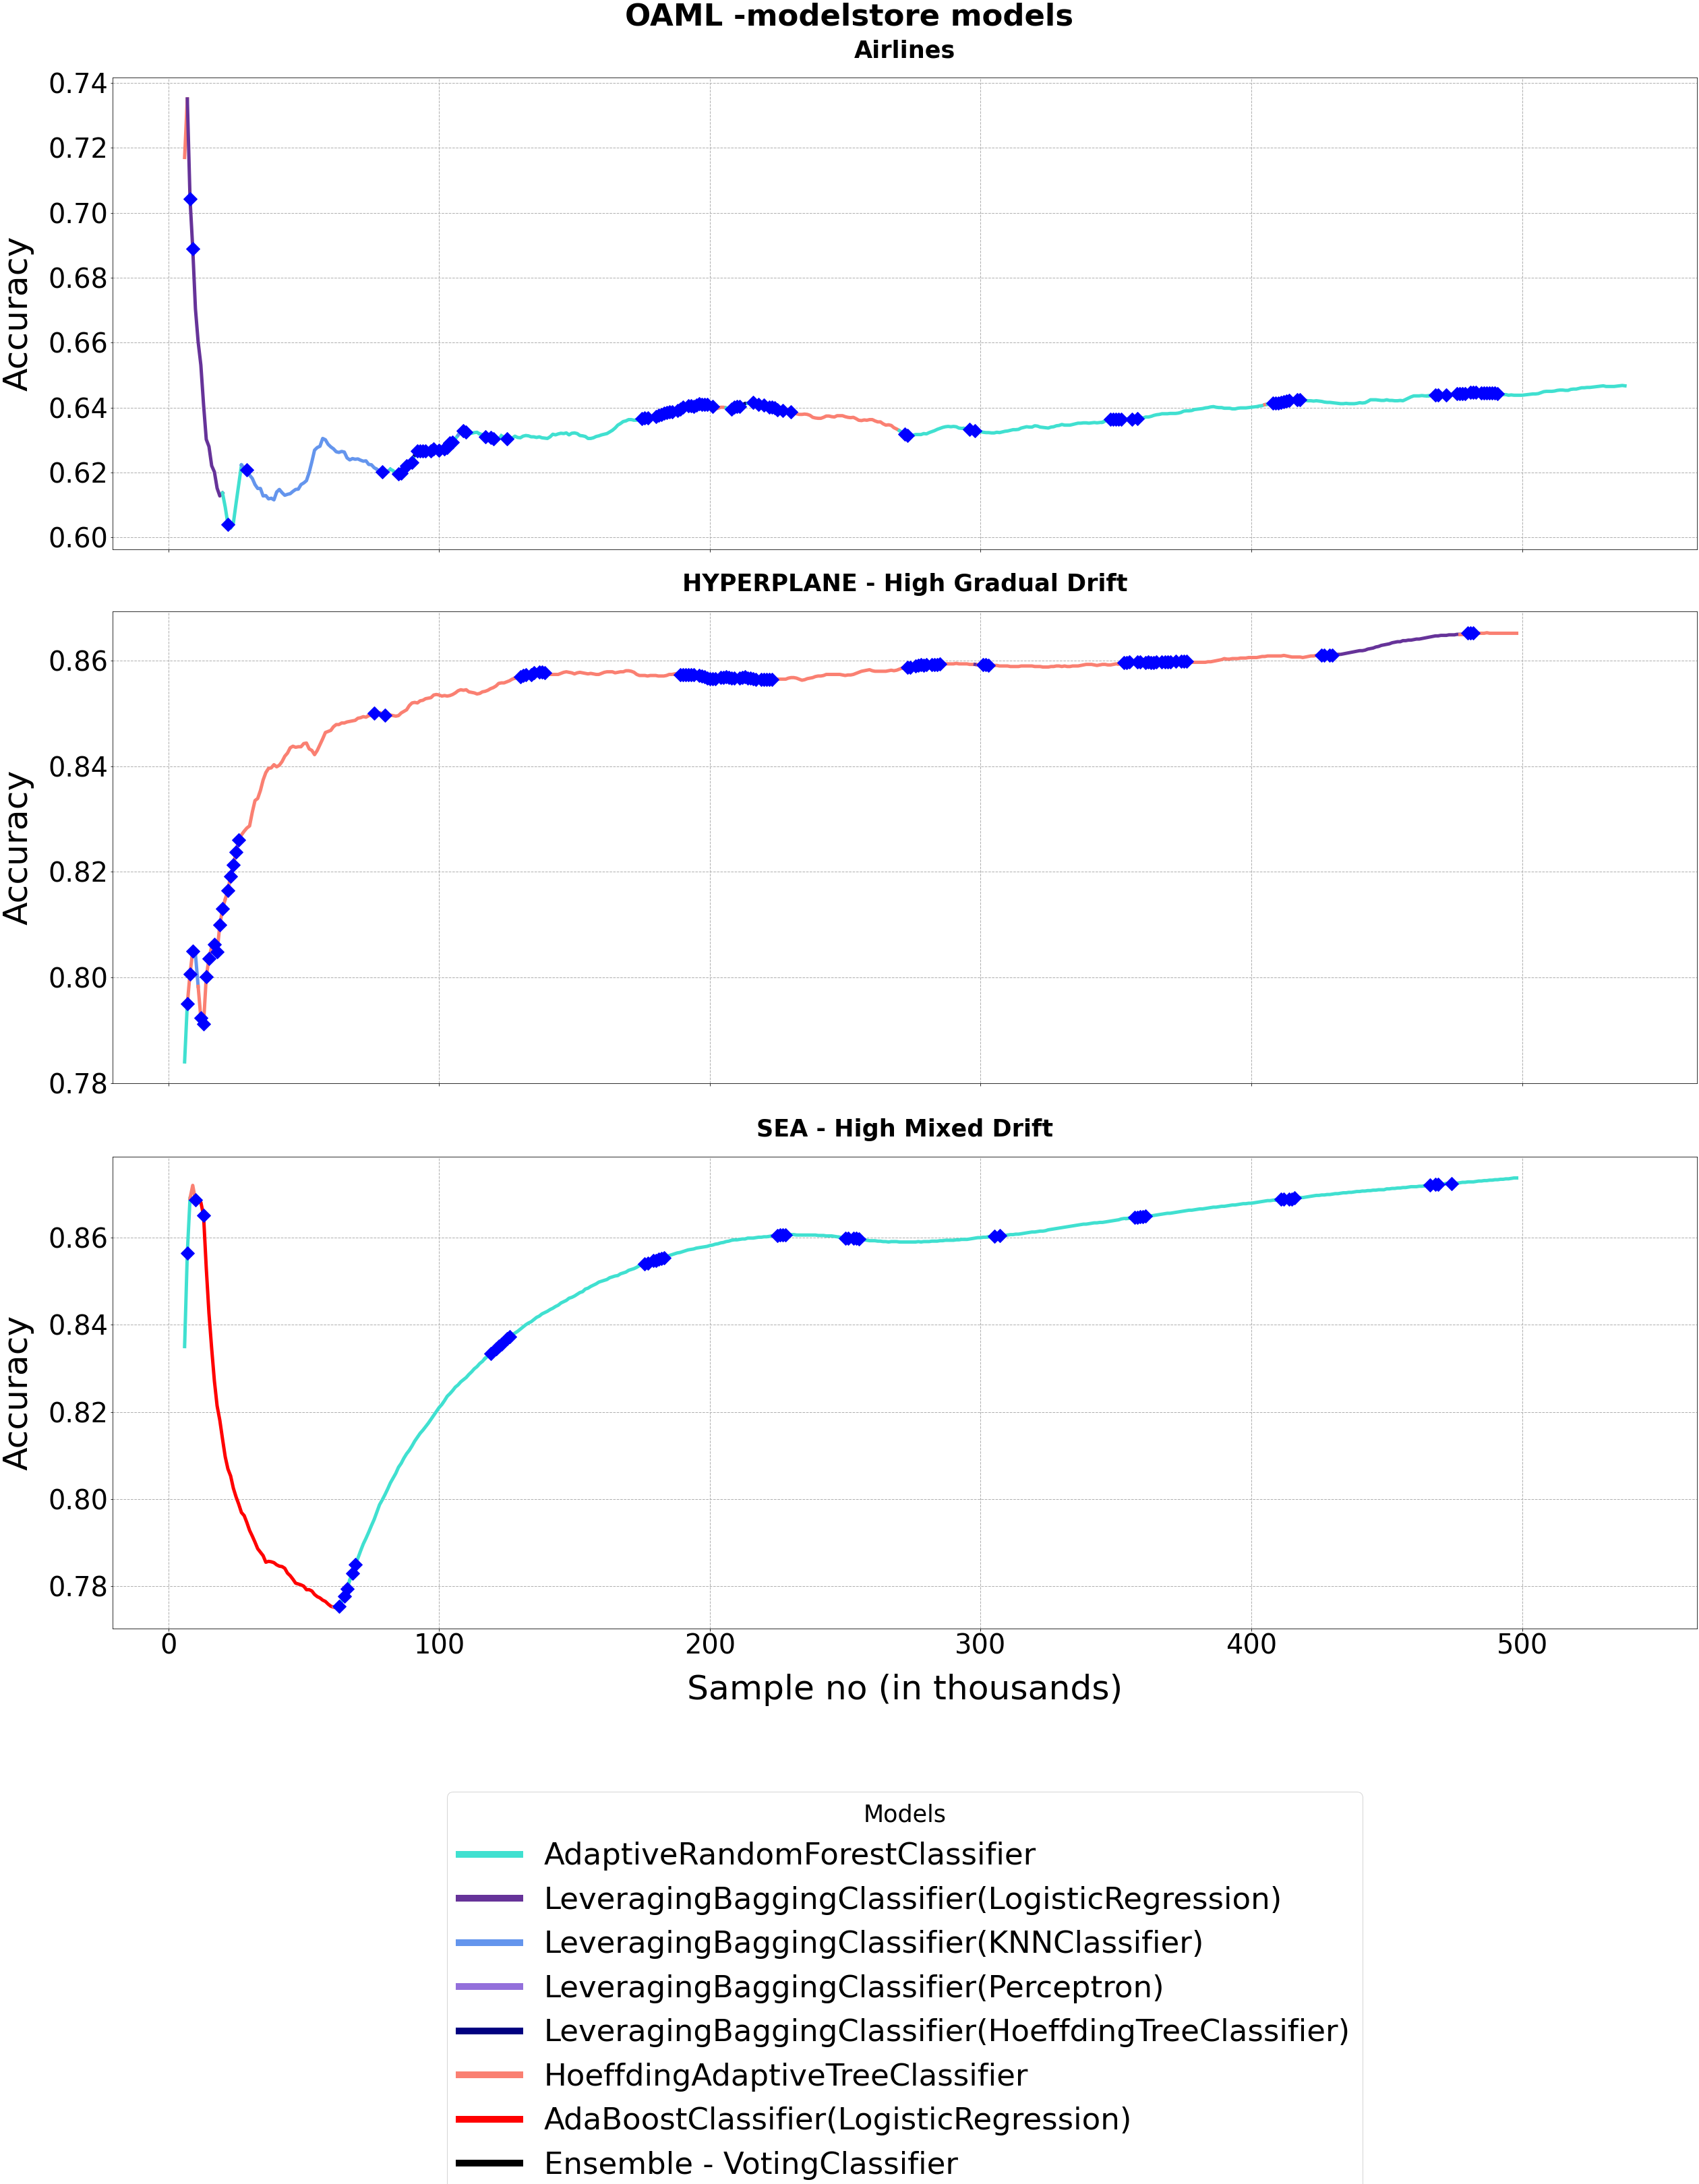 OAML -modelstore models
Airlines
0.74
0.72
0.70
0.68
0.66
0.64
0.62
0.60
Accuracy
HYPERPLANE - High Gradual Drift
0.86
0.84
0.82
0.80
0.78
Accuracy
SEA - High Mixed Drift
0.86
0.84
0.82
0.80
0.78
Accuracy
0 100 200 300 400 500
Sample no (in thousands)
Models
AdaptiveRandomForestClassifier
LeveragingBaggingClassifier(LogisticRegression)
LeveragingBaggingClassifier(KNNClassifier)
LeveragingBaggingClassifier(Perceptron)
LeveragingBaggingClassifier(HoeffdingTreeClassifier)
HoeffdingAdaptiveTreeClassifier
AdaBoostClassifier(LogisticRegression)
Ensemble - VotingClassifier